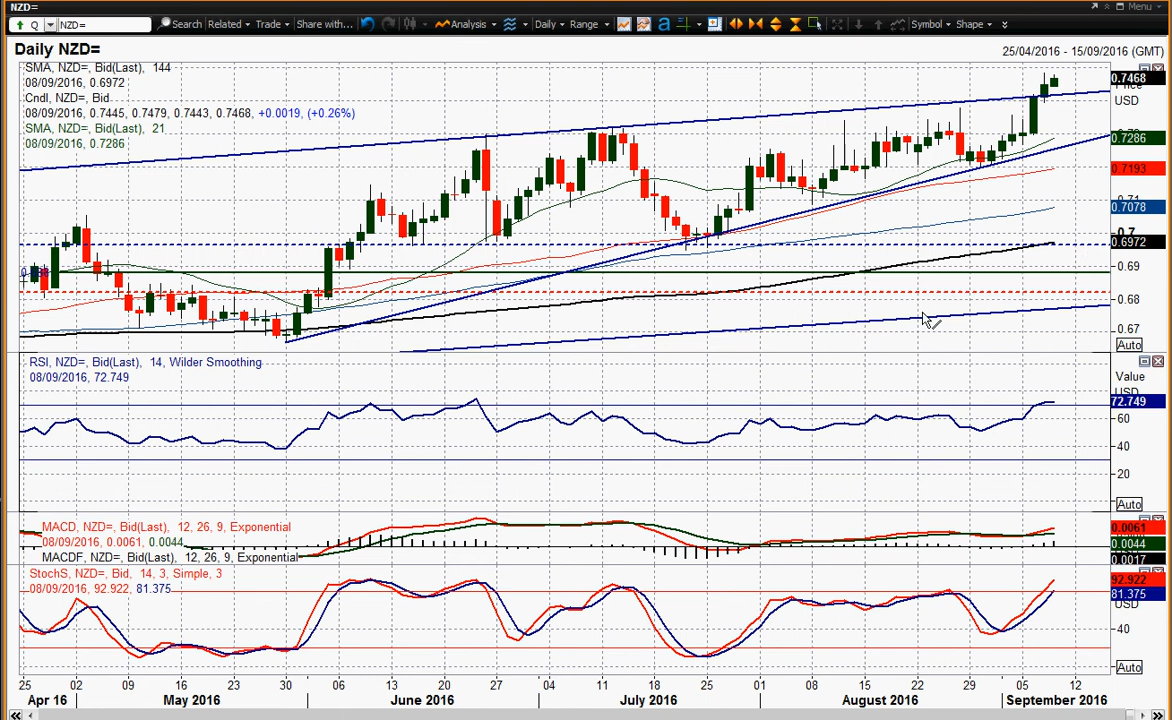 NZD=
Menu
Q NZD= Search Related Trade Share with... Analysis Daily Range a Symbol Shape
Daily NZD=
25/04/2016 - 15/09/2016 (GMT)
SMA, NZD=, Bid(Last), 144
08/09/2016, 0.6972
Cndl, NZD=, Bid
08/09/2016, 0.7445, 0.7479, 0.7443, 0.7468, +0.0019, (+0.26%)
SMA, NZD=, Bid(Last), 21
08/09/2016, 0.7286
0.7468
Price
USD
0.7286
0.7193
0.71
0.7078
0.7
0.6972
0.69
0.68
0.67
Auto
RSI, NZD=, Bid(Last), 14, Wilder Smoothing
08/09/2016, 72.749
Value
USD
72.749
60
40
20
Auto
MACD, NZD=, Bid(Last), 12, 26, 9, Exponential
08/09/2016, 0.0061, 0.0044
MACDF, NZD=, Bid(Last), 12, 26, 9, Exponential
0.0061
0.0044
0.0017
StochS, NZD=, Bid, 14, 3, Simple, 3
08/09/2016, 92.922, 81.375
92.922
81.375
USD
40
Auto
25 02 09 16 23 30 06 13 20 27 04 11 18 25 01 08 15 22 29 05 12
Apr 16 May 2016 June 2016 July 2016 August 2016 September 2016